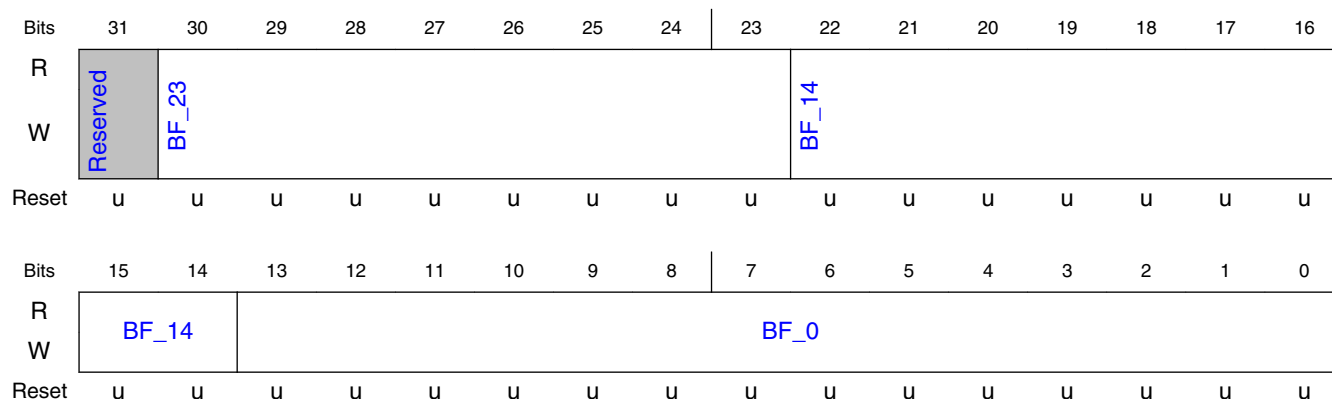 Bits 31 30 29 28 27 26 25 24 23 22 21 20 19 18 17 16
R
Reserved BF_23 BF_14
W
Reset u u u u u u u u u u u u u u u u
Bits 15 14 13 12 11 10 9 8 7 6 5 4 3 2 1 0
R
BF_14 BF_0
W
Reset u u u u u u u u u u u u u u u u